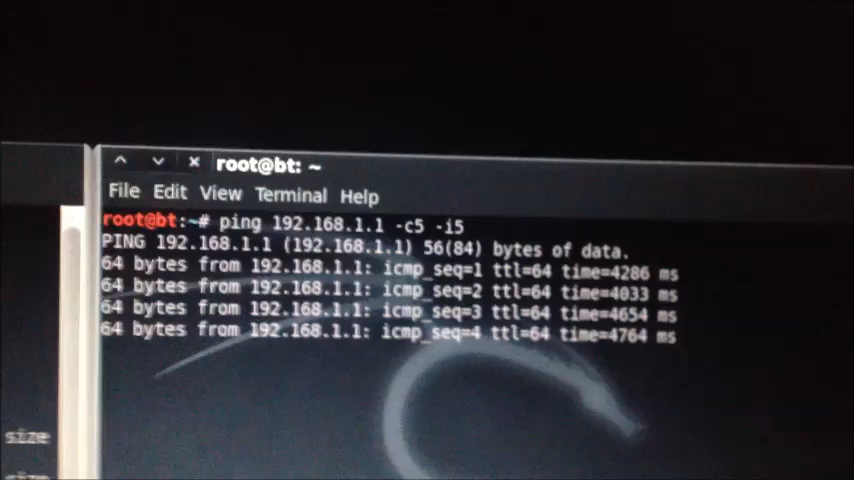 root@bt: ~
File Edit View Terminal Help
root@bt:~# ping 192.168.1.1 -c5 -i5
PING 192.168.1.1 (192.168.1.1) 56(84) bytes of data.
64 bytes from 192.168.1.1: icmp_seq=1 ttl=64 time=4286 ms
64 bytes from 192.168.1.1: icmp_seq=2 ttl=64 time=4033 ms
64 bytes from 192.168.1.1: icmp_seq=3 ttl=64 time=4654 ms
64 bytes from 192.168.1.1: icmp_seq=4 ttl=64 time=4764 ms
size
size